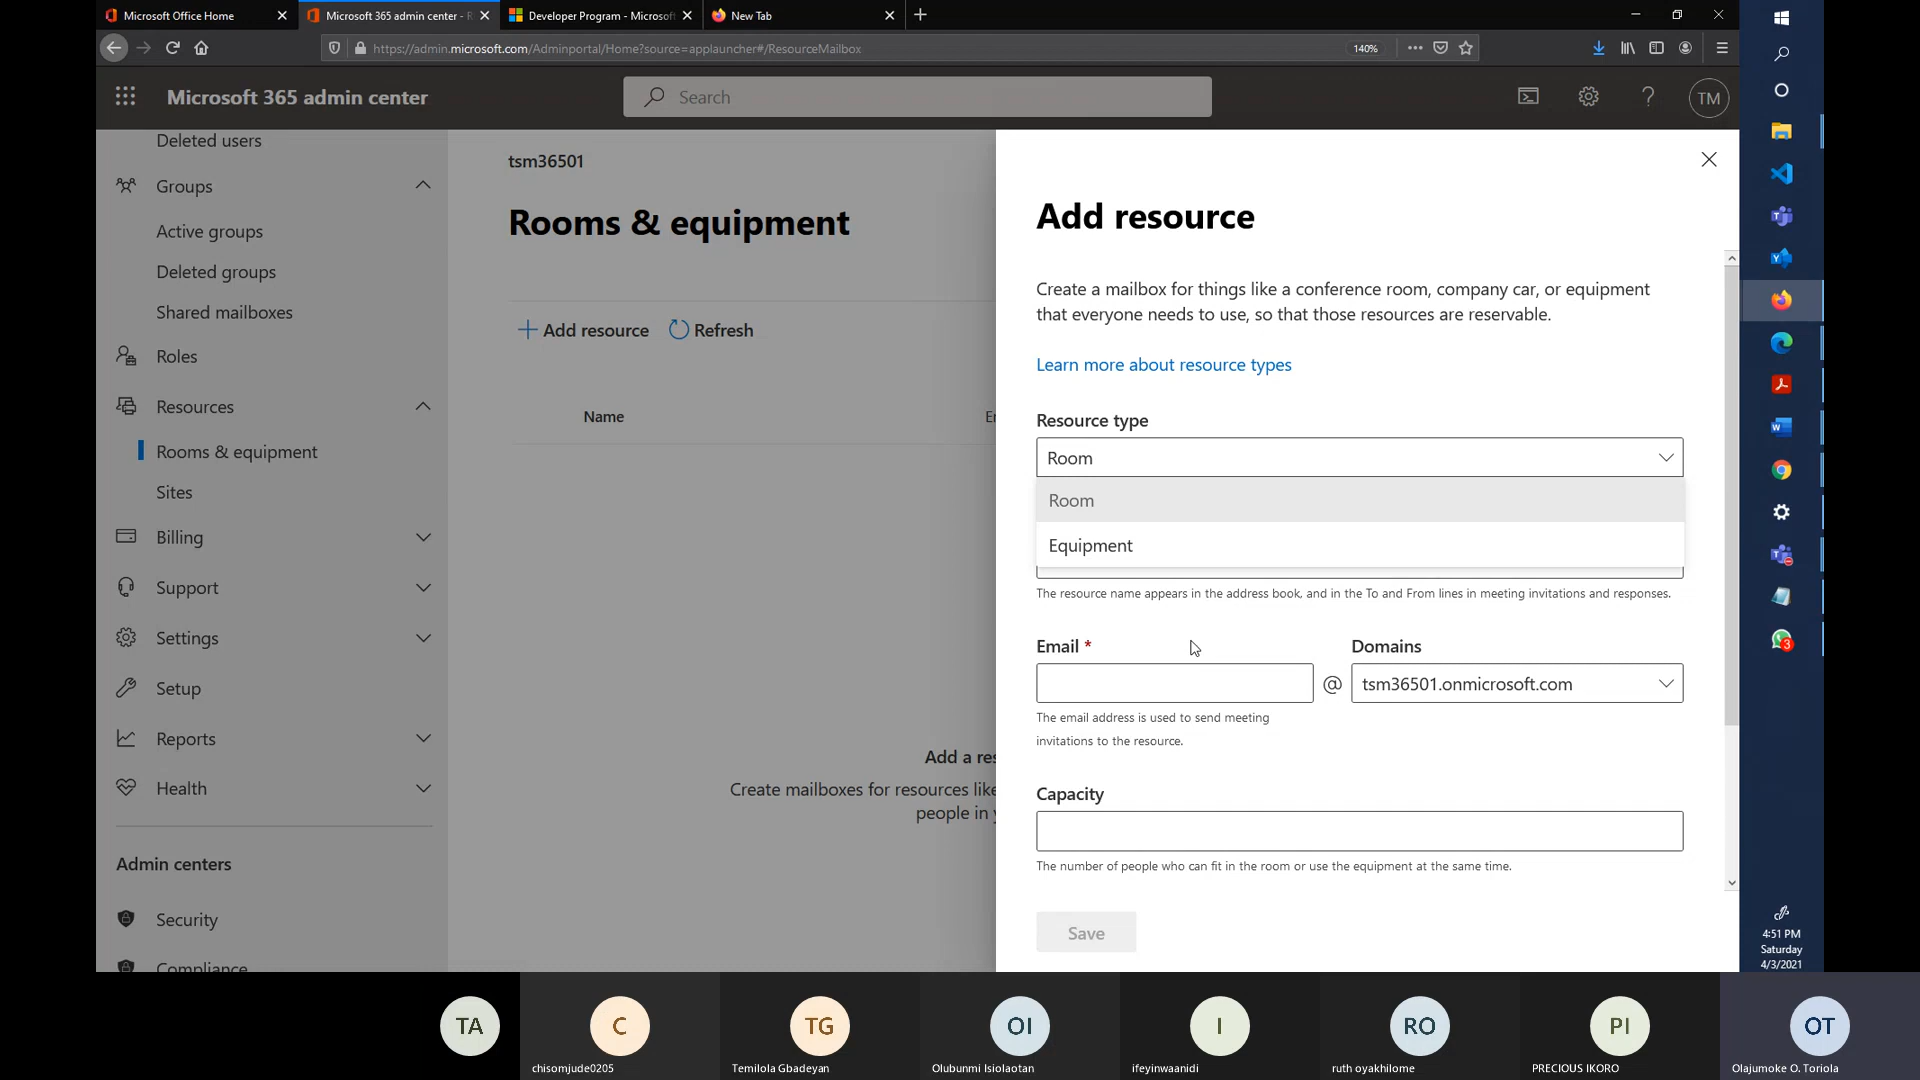 Microsoft Office Home
Microsoft 365 admin center - R
Developer Program - Microsof
New Tab
https://admin.microsoft.com/Adminportal/Home?source=applauncher#/ResourceMailbox
140%
Microsoft 365 admin center
Search
TM
Deleted users
Groups
Active groups
Deleted groups
Shared mailboxes
Roles
Resources
Rooms & equipment
Sites
Billing
Support
Settings
Setup
Reports
Health
Admin centers
Security
Compliance
tsm36501
Rooms & equipment
Add resource
Refresh
Name
Add a res
Create mailboxes for resources like
people in y
Add resource
Create a mailbox for things like a conference room, company car, or equipment
that everyone needs to use, so that those resources are reservable.
Learn more about resource types
Resource type
Room
Room
Equipment
The resource name appears in the address book, and in the To and From lines in meeting invitations and responses.
Email *
Domains
@
tsm36501.onmicrosoft.com
The email address is used to send meeting
invitations to the resource.
Capacity
The number of people who can fit in the room or use the equipment at the same time.
Save
3
4:51 PM
Saturday
4/3/2021
TA
C
TG
OI
I
RO
PI
OT
chisomjude0205
Temilola Gbadeyan
Olubunmi Isiolaotan
ifeyinwaanidi
ruth oyakhilome
PRECIOUS IKORO
Olajumoke O. Toriola